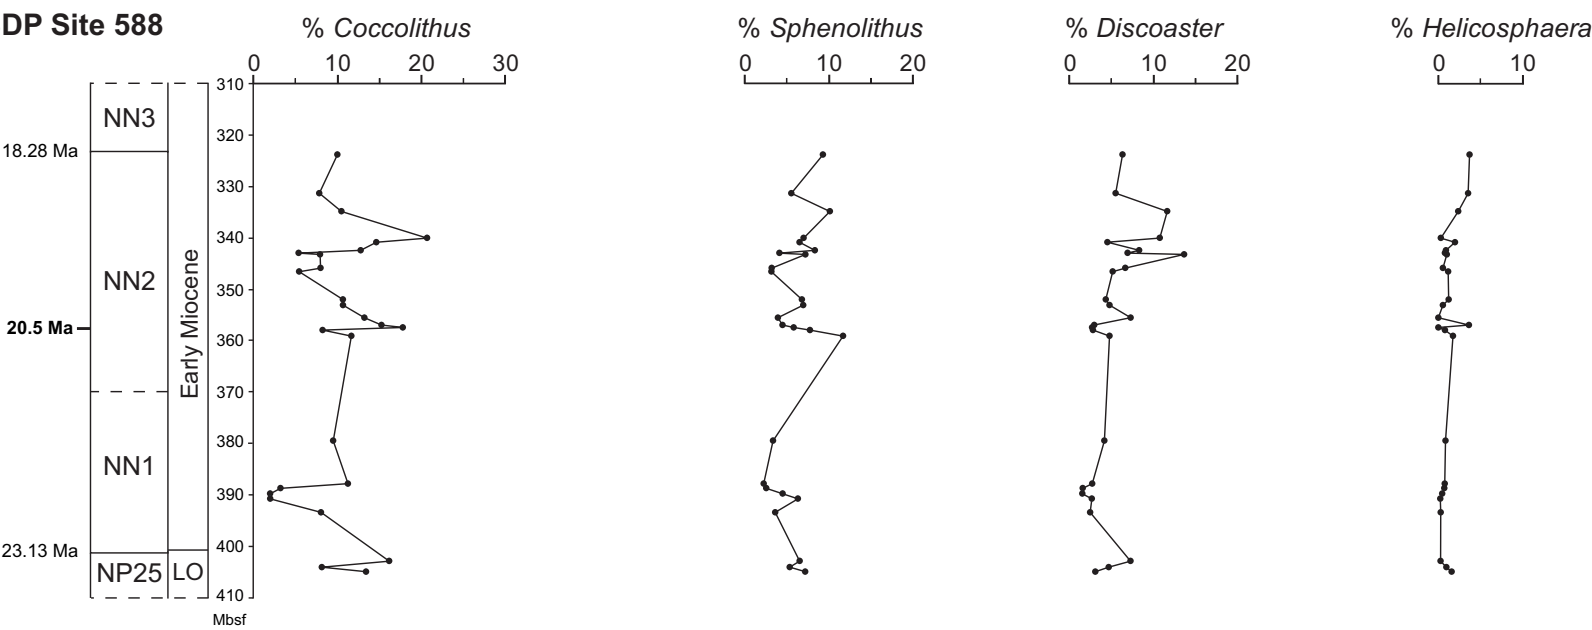 DP Site 588
% Coccolithus
% Sphenolithus
% Discoaster
% Helicosphaera
0 10 20 30
0 10 20
0 10 20
0 10
310
NN3
320
18.28 Ma
330
340
NN2
350
Early Miocene
20.5 Ma
360
370
380
NN1
390
400
23.13 Ma
NP25
LO
410
Mbsf